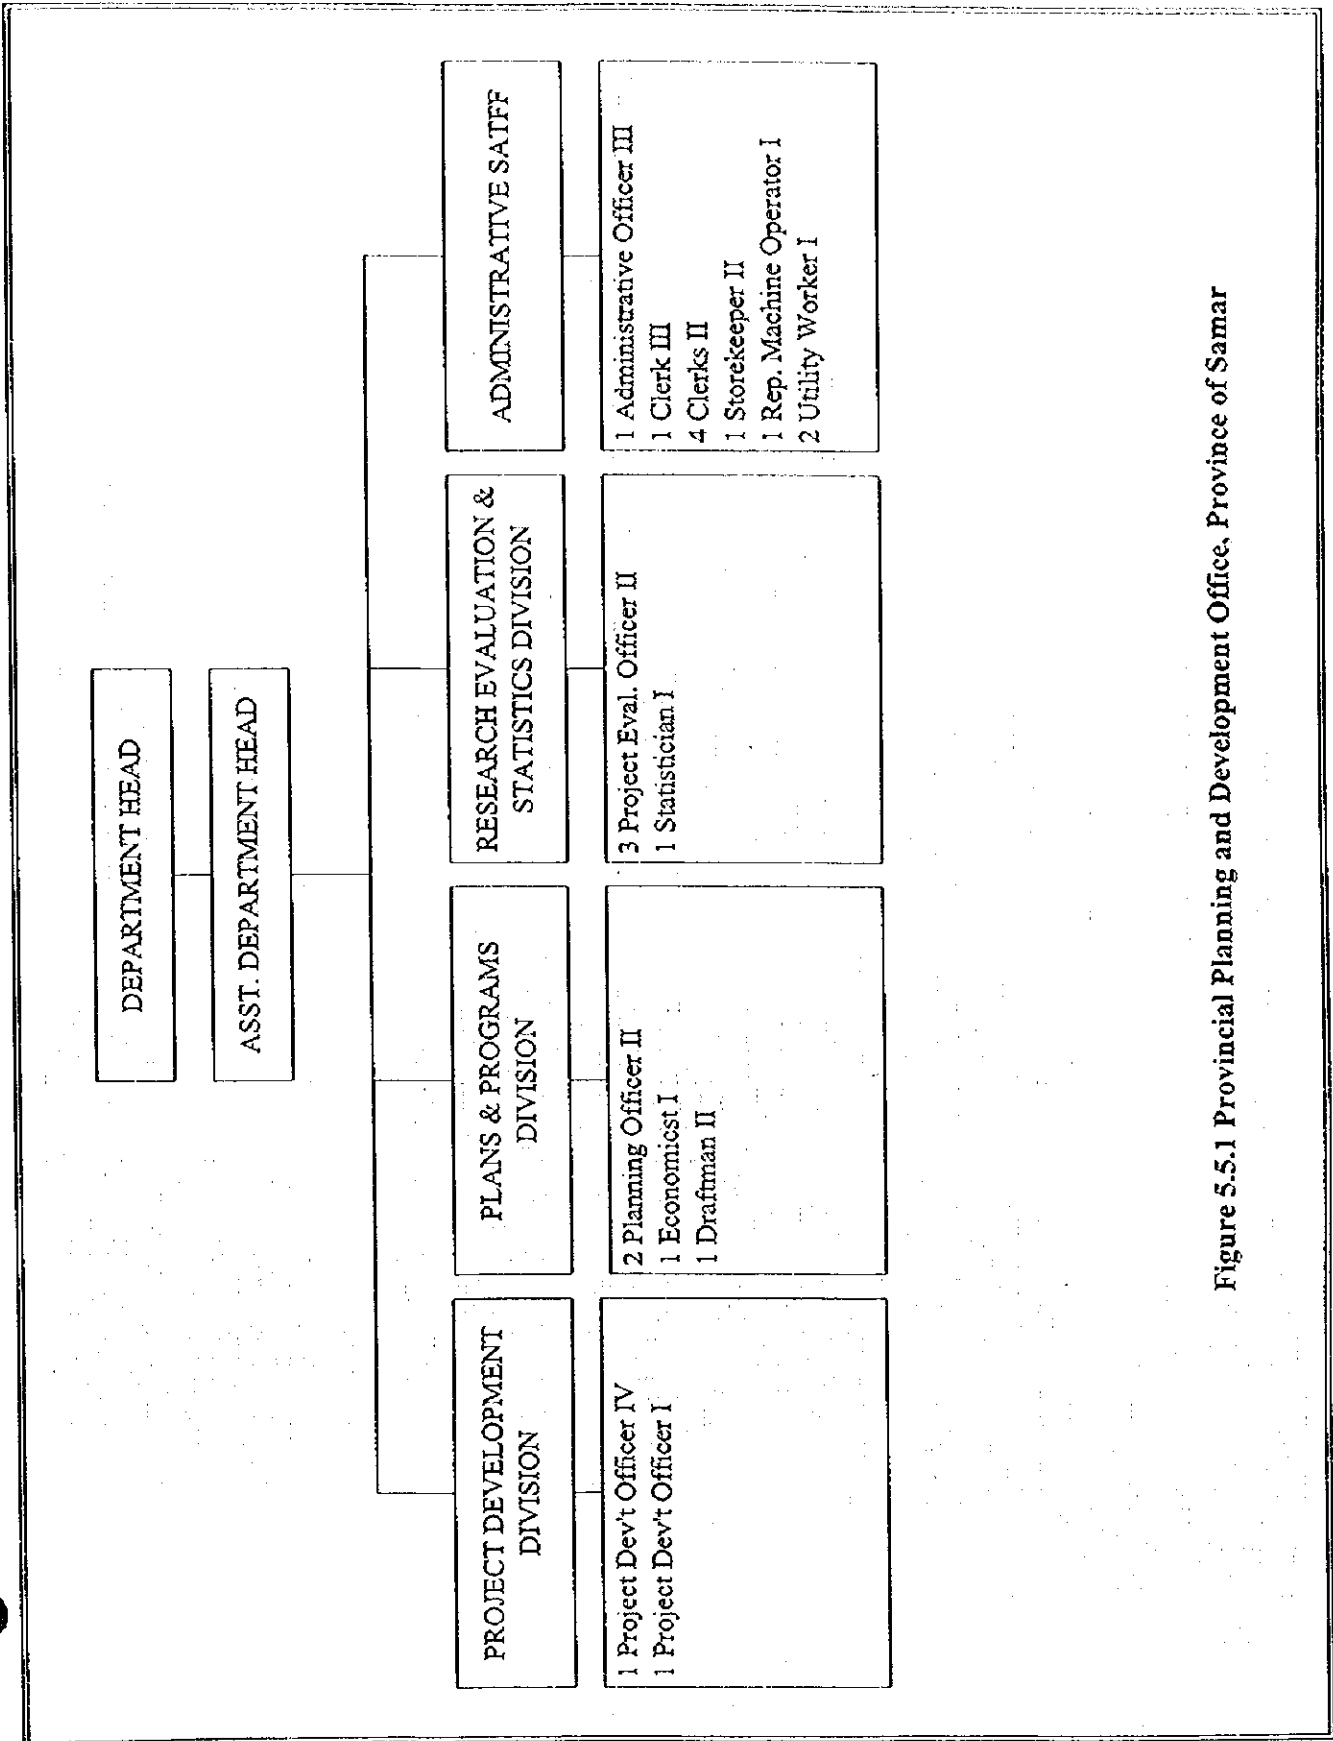 DEPARTMENT HEAD
ASST. DEPARTMENT HEAD
PROJECT DEVELOPMENT
DIVISION
1 Project Dev't Officer IV
1 Project Dev't Officer I
PLANS & PROGRAMS
DIVISION
2 Planning Officer II
1 Economicst I
1 Draftman II
RESEARCH EVALUATION &
STATISTICS DIVISION
3 Project Eval. Officer II
1 Statistician I
ADMINISTRATIVE SATFF
1 Administrative Officer III
1 Clerk III
4 Clerks II
1 Storekeeper II
1 Rep. Machine Operator I
2 Utility Worker I
Figure 5.5.1 Provincial Planning and Development Office, Province of Samar